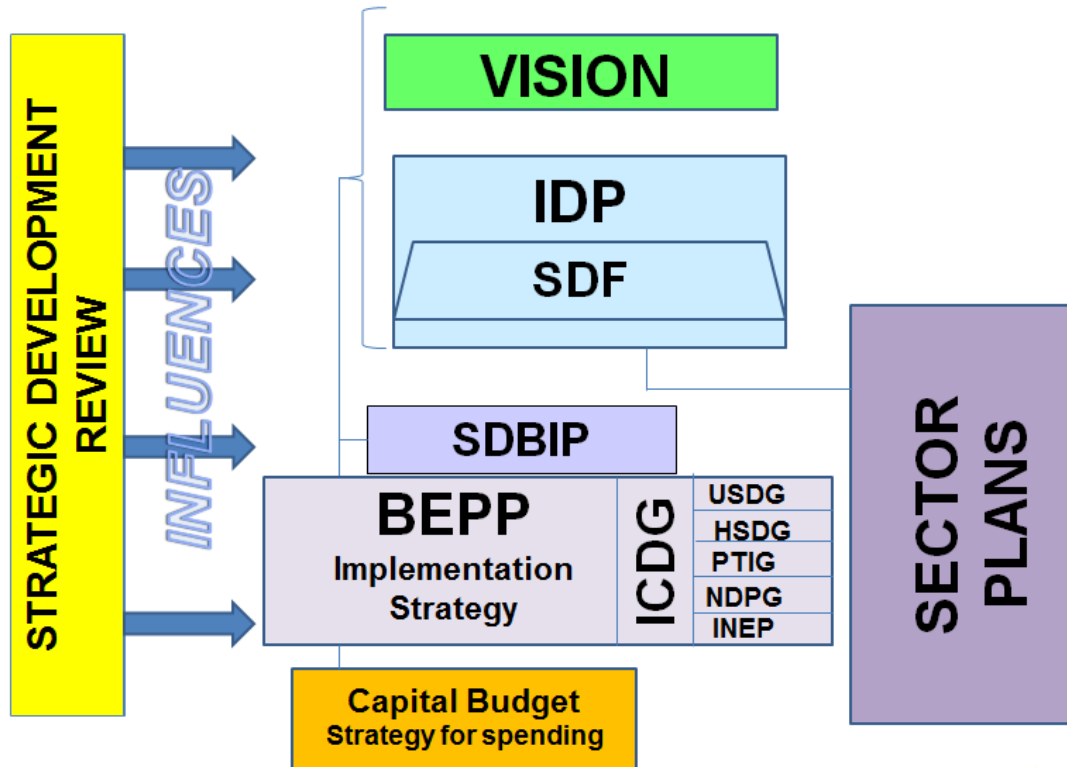 STRATEGIC DEVELOPMENT
REVIEW
INFLUENCES
VISION
IDP
SDF
SDBIP
BEPP
Implementation
Strategy
ICDG
USDG
HSDG
PTIG
NDPG
INEP
Capital Budget
Strategy for spending
SECTOR
PLANS